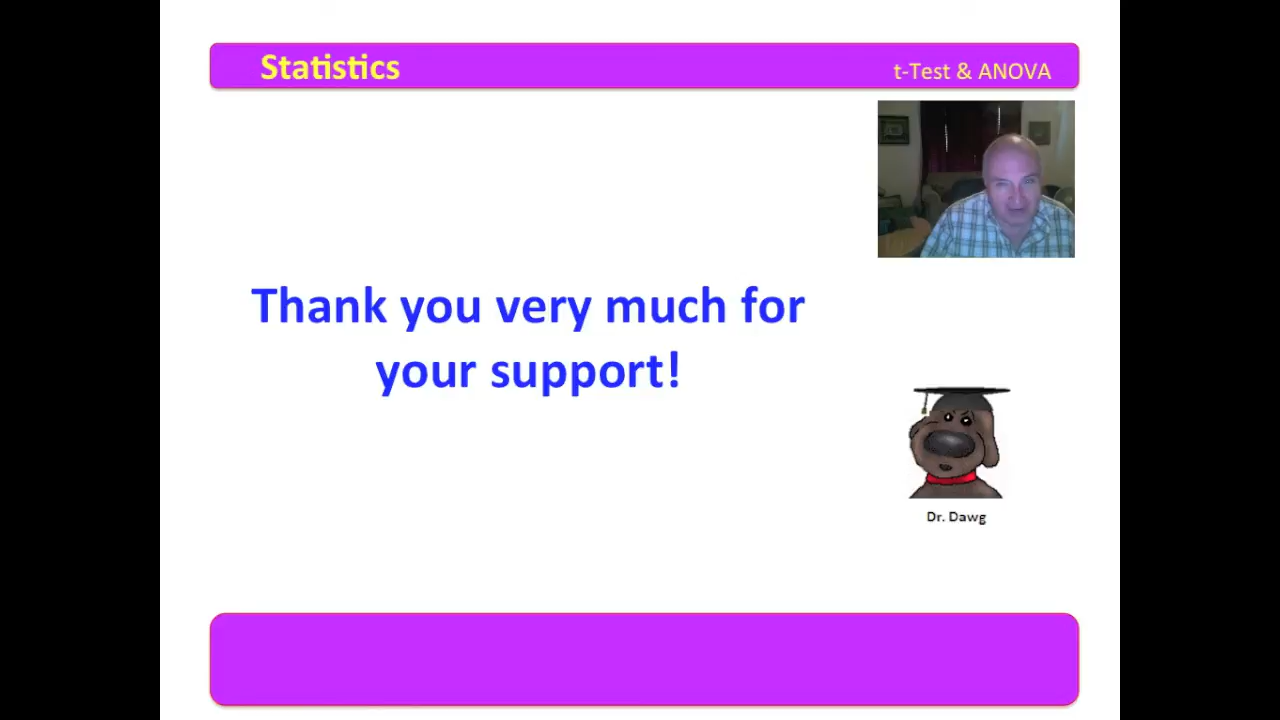 Statistics
t-Test & ANOVA
Thank you very much for
your support!
Dr. Dawg